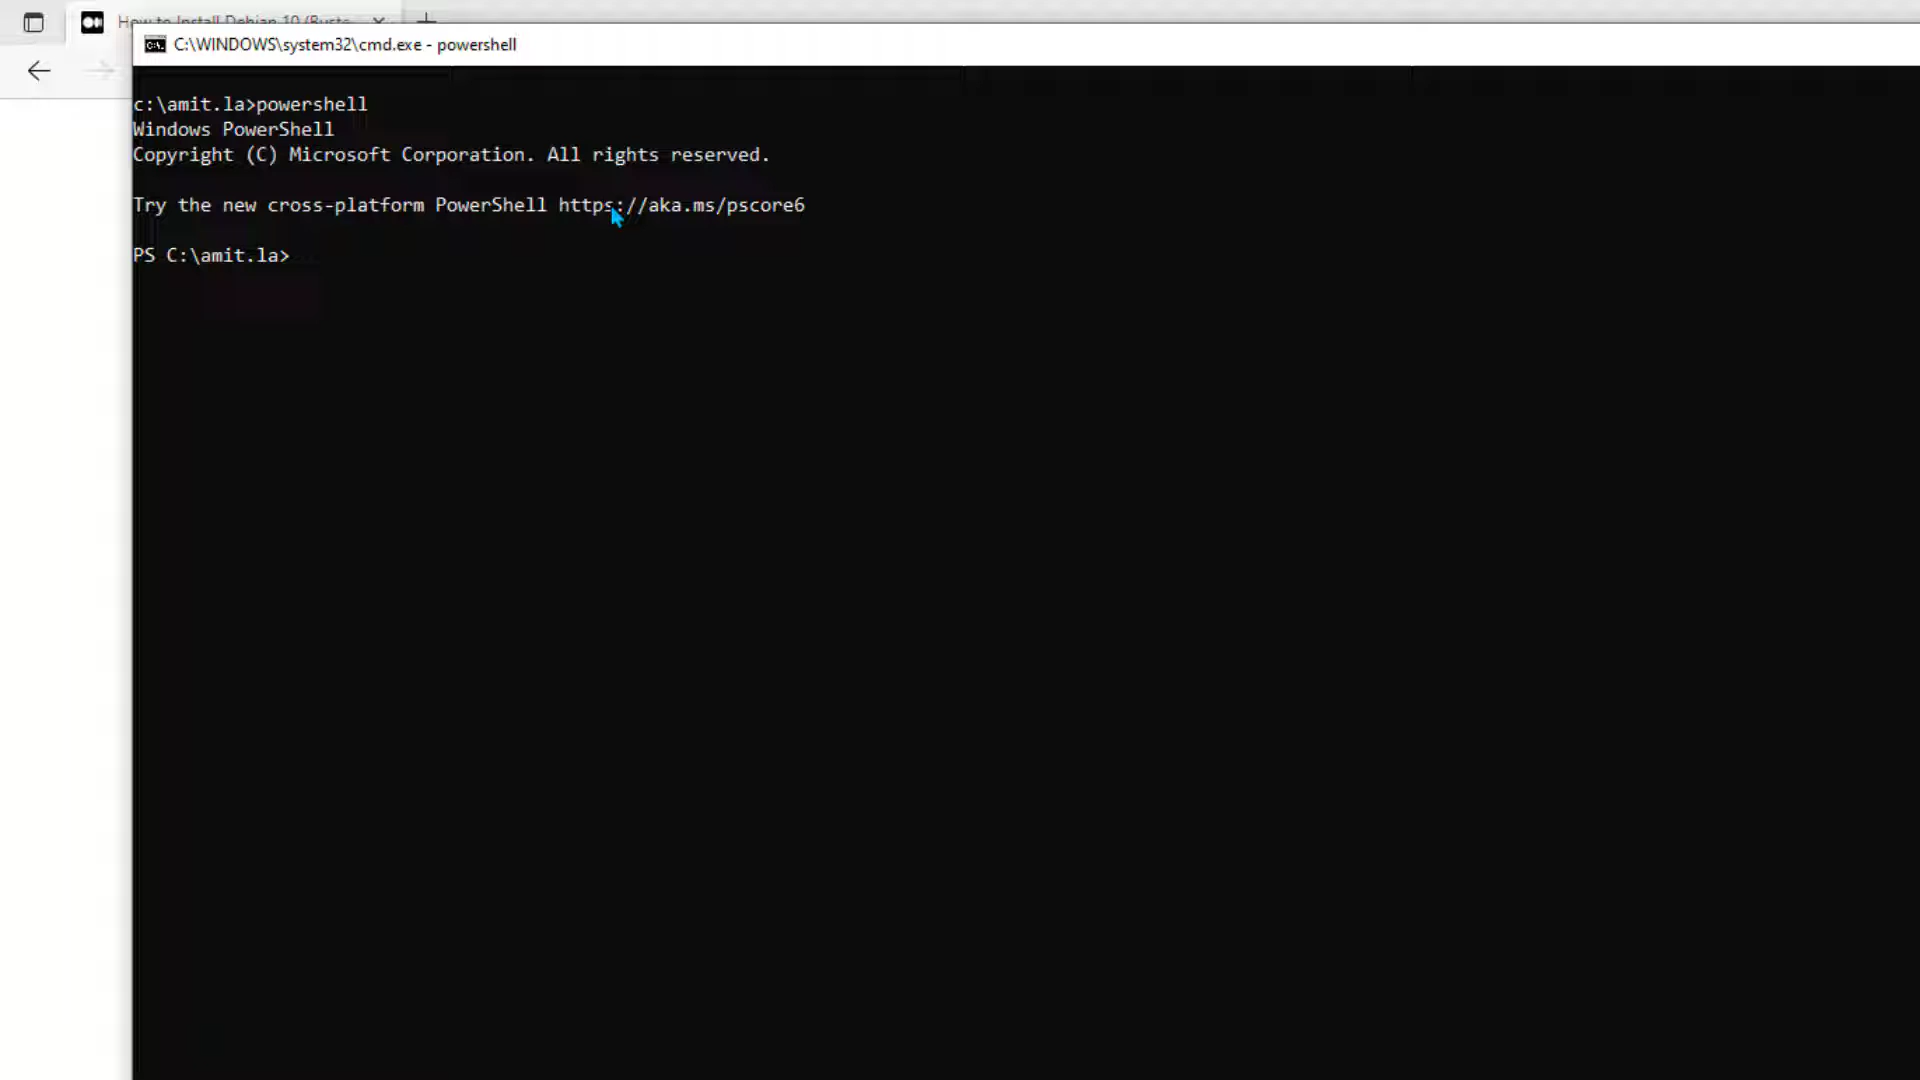 How to Install Debian 10 (Buste
C:\WINDOWS\system32\cmd.exe - powershell
c:\amit.la>powershell
Windows PowerShell
Copyright (C) Microsoft Corporation. All rights reserved.
Try the new cross-platform PowerShell https://aka.ms/pscore6
PS C:\amit.la>